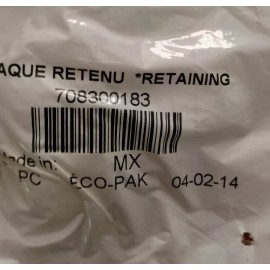 AQUE RETENU *RETAINING
708300183
Made in: MX
PC ÉCO-PAK 04-02-14